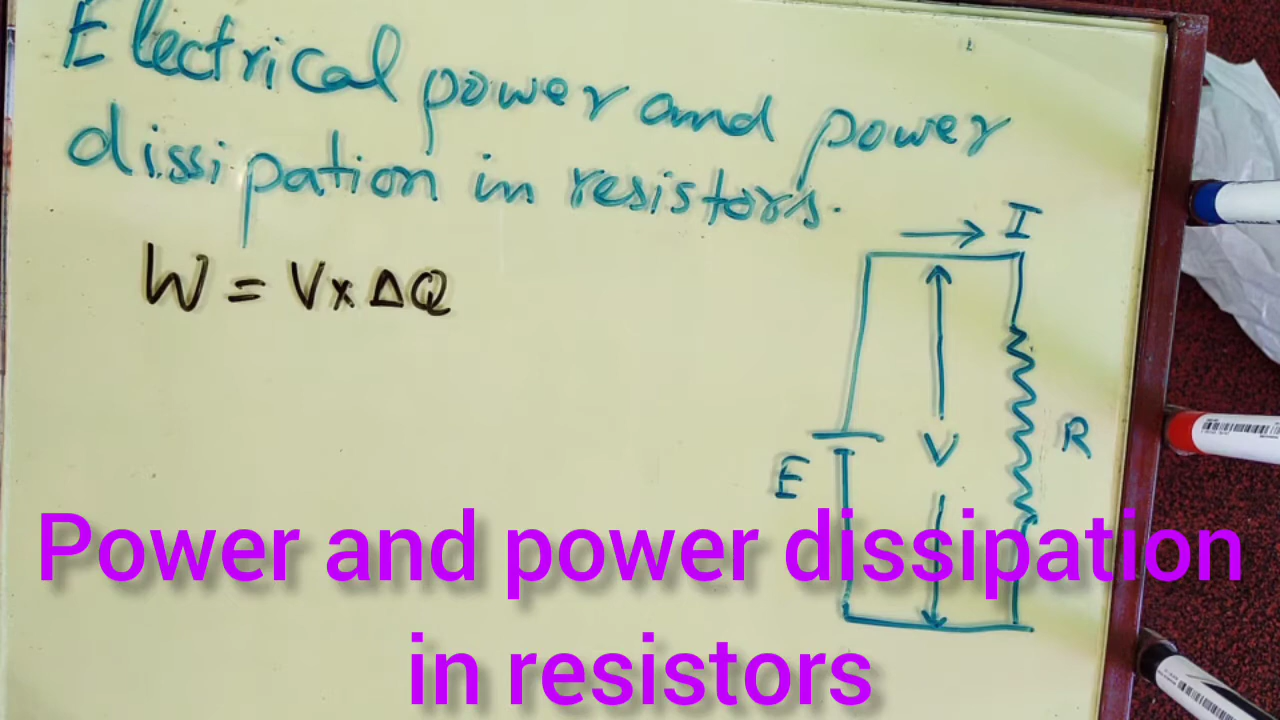 Electrical power and power
dissipation in resistors.
W = V x ΔQ
I
V
R
E
Power and power dissipation
in resistors